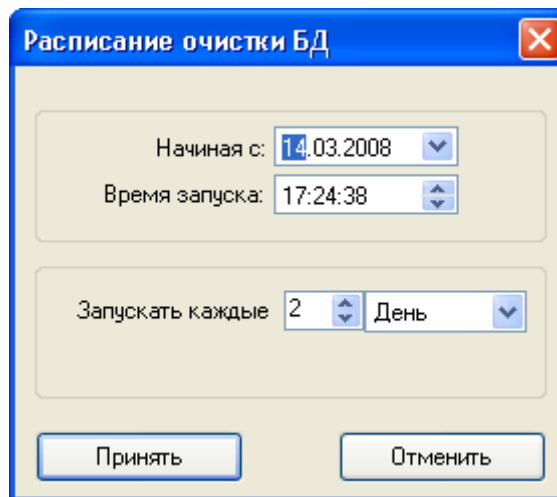 Расписание очистки БД
Начиная с: 14.03.2008
Время запуска: 17:24:38
Запускать каждые 2 День
Принять Отменить